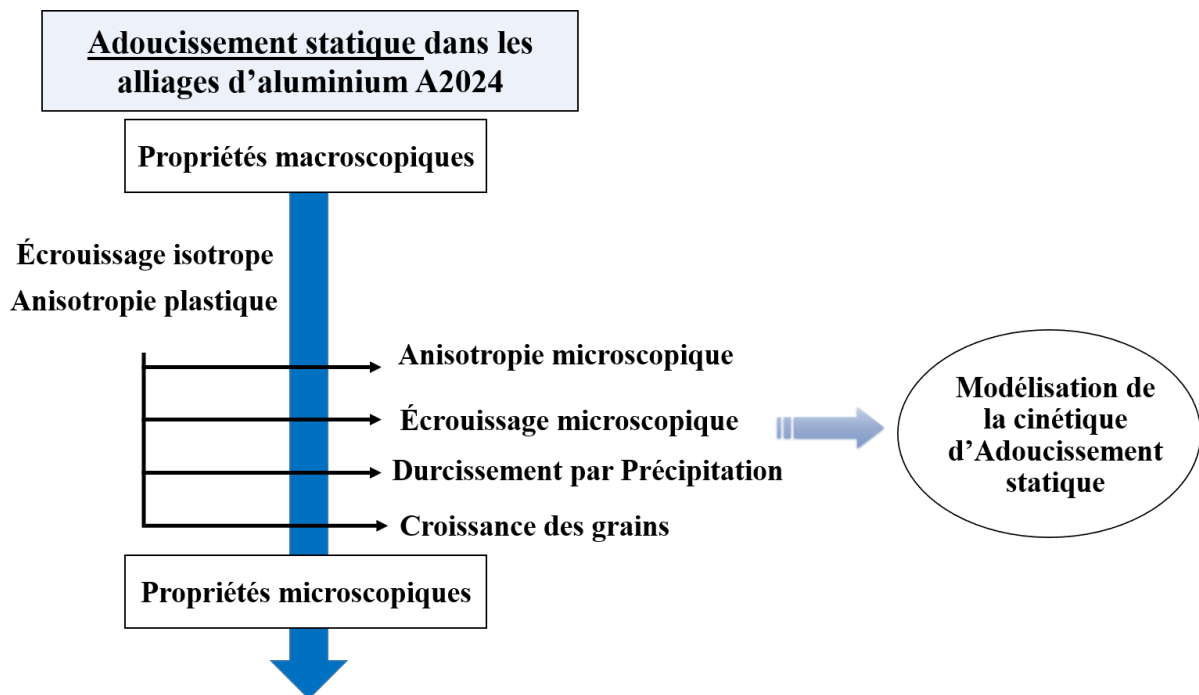 Adoucissement statique dans les
alliages d’aluminium A2024
Propriétés macroscopiques
Écrouissage isotrope
Anisotropie plastique
Anisotropie microscopique
Écrouissage microscopique
Durcissement par Précipitation
Croissance des grains
Modélisation de
la cinétique
d’Adoucissement
statique
Propriétés microscopiques